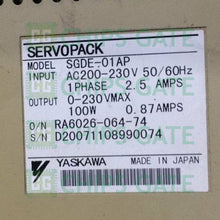 SERVOPACK
MODEL SGDE-01AP
INPUT AC200-230V 50/60Hz
1PHASE 2.5 AMPS
OUTPUT 0-230VMAX
100W 0.87AMPS
O/N RA6026-064-74
S/N D20071108990074
YASKAWA MADE IN JAPAN